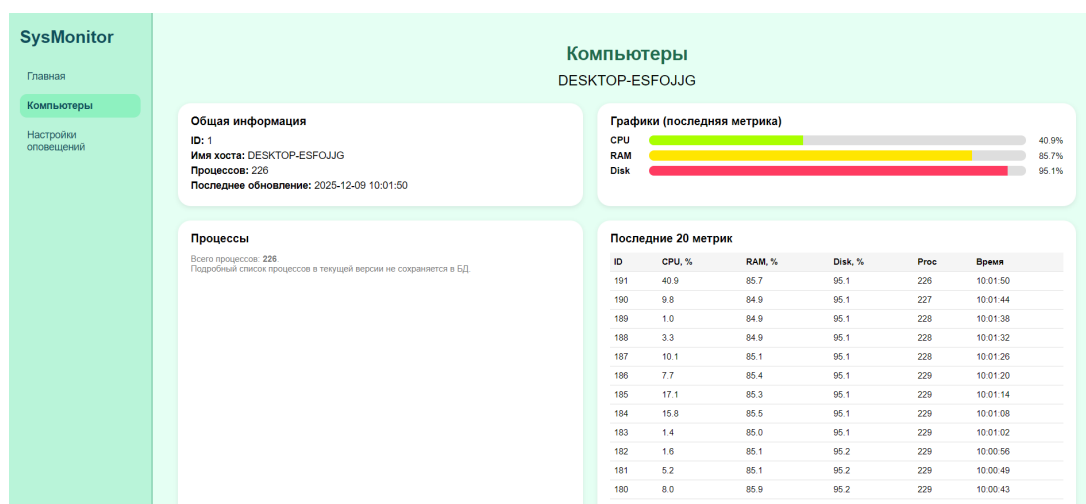 SysMonitor
Главная
Компьютеры
Настройки
оповещений
Компьютеры
DESKTOP-ESFOJJG
Общая информация
ID: 1
Имя хоста: DESKTOP-ESFOJJG
Процессов: 226
Последнее обновление: 2025-12-09 10:01:50
Графики (последняя метрика)
CPU 40.9%
RAM 85.7%
Disk 95.1%
Процессы
Всего процессов: 226.
Подробный список процессов в текущей версии не сохраняется в БД.
Последние 20 метрик
ID CPU, % RAM, % Disk, % Proc Время
191 40.9 85.7 95.1 226 10:01:50
190 9.8 84.9 95.1 227 10:01:44
189 1.0 84.9 95.1 228 10:01:38
188 3.3 84.9 95.1 228 10:01:32
187 10.1 85.1 95.1 228 10:01:26
186 7.7 85.4 95.1 229 10:01:20
185 17.1 85.3 95.1 229 10:01:14
184 15.8 85.5 95.1 229 10:01:08
183 1.4 85.0 95.1 229 10:01:02
182 1.6 85.1 95.2 229 10:00:56
181 5.2 85.1 95.2 229 10:00:49
180 8.0 85.9 95.2 229 10:00:43